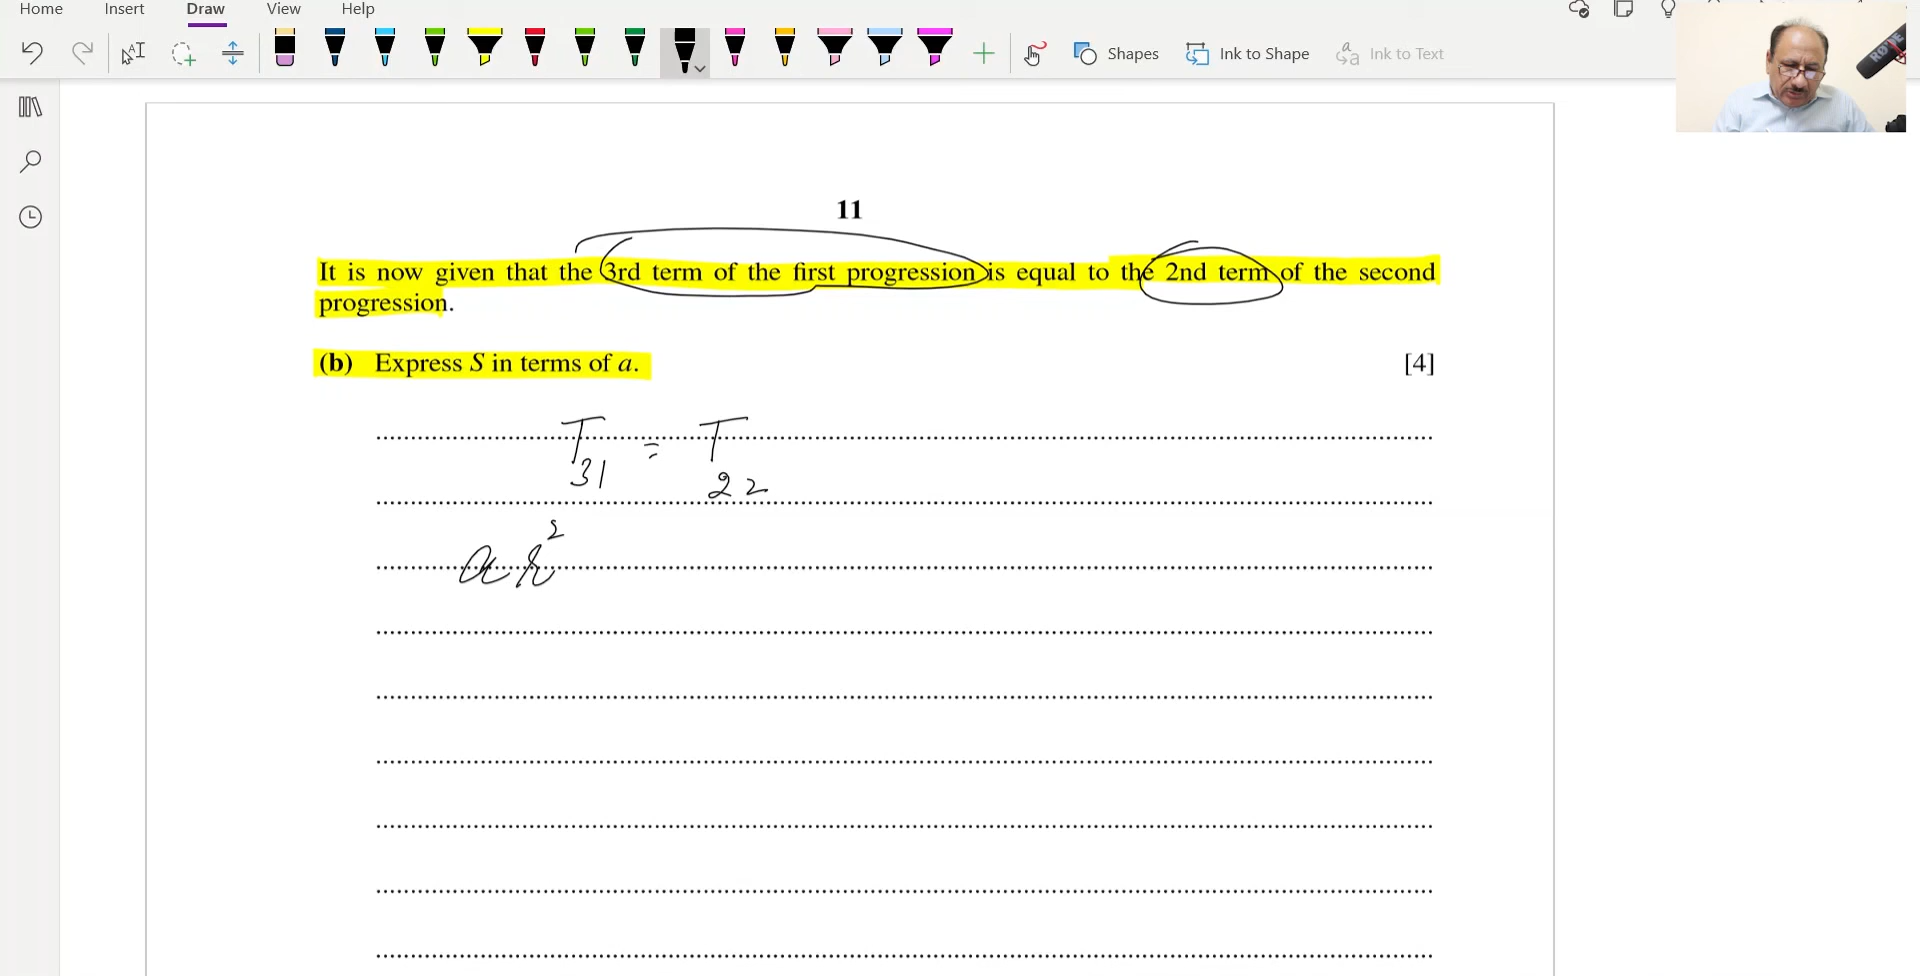 Home Insert Draw View Help
Shapes Ink to Shape Ink to Text
RØDE
11
It is now given that the 3rd term of the first progression is equal to the 2nd term of the second
progression.
(b) Express S in terms of a. [4]
T31 = T22
ar²